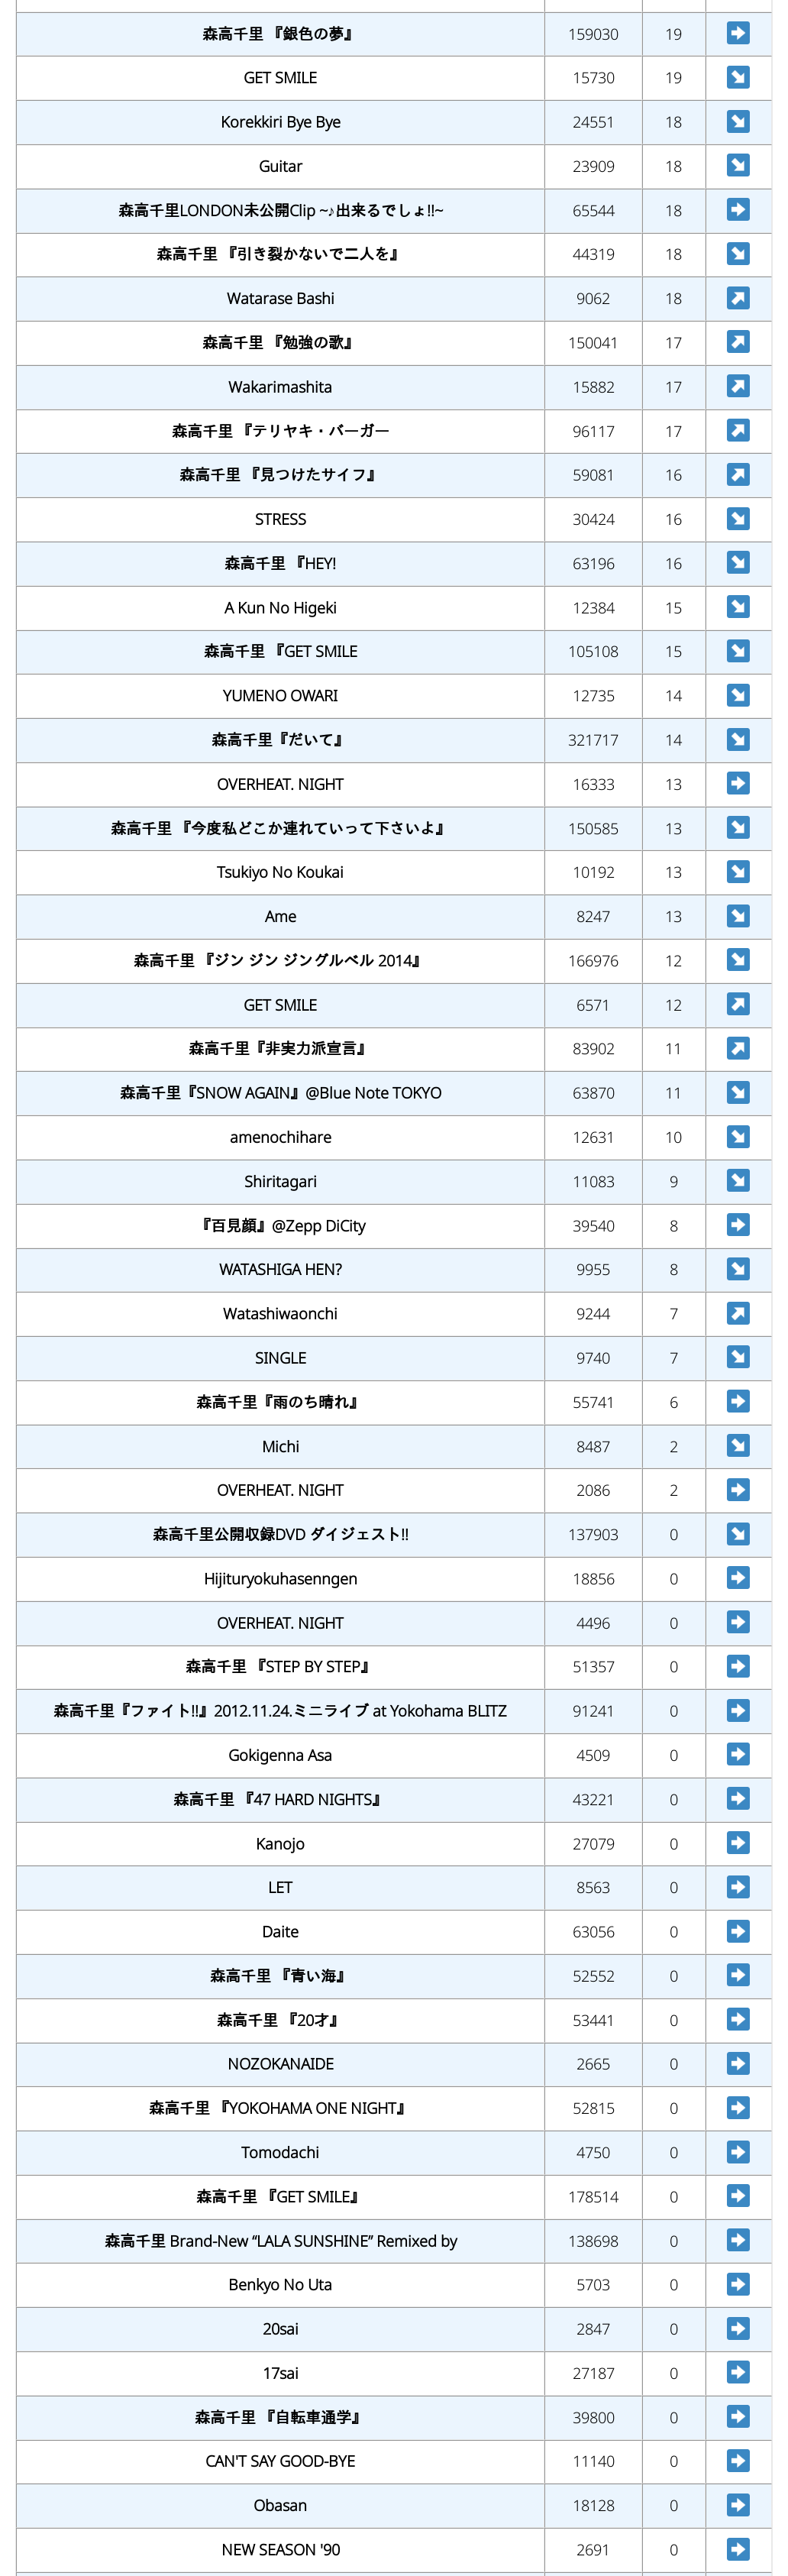 森高千里 『銀色の夢』 159030 19 ➡
GET SMILE 15730 19 ↘
Korekkiri Bye Bye 24551 18 ↘
Guitar 23909 18 ↘
森高千里LONDON未公開Clip ~♪出来るでしょ!!~ 65544 18 ➡
森高千里 『引き裂かないで二人を』 44319 18 ↘
Watarase Bashi 9062 18 ↗
森高千里 『勉強の歌』 150041 17 ↗
Wakarimashita 15882 17 ↗
森高千里 『テリヤキ・バーガー 96117 17 ↗
森高千里 『見つけたサイフ』 59081 16 ↗
STRESS 30424 16 ↘
森高千里 『HEY! 63196 16 ↘
A Kun No Higeki 12384 15 ↘
森高千里 『GET SMILE 105108 15 ↘
YUMENO OWARI 12735 14 ↘
森高千里『だいて』 321717 14 ↘
OVERHEAT. NIGHT 16333 13 ➡
森高千里 『今度私どこか連れていって下さいよ』 150585 13 ↘
Tsukiyo No Koukai 10192 13 ↘
Ame 8247 13 ↘
森高千里 『ジン ジン ジングルベル 2014』 166976 12 ↘
GET SMILE 6571 12 ↗
森高千里『非実力派宣言』 83902 11 ↗
森高千里『SNOW AGAIN』@Blue Note TOKYO 63870 11 ↘
amenochihare 12631 10 ↘
Shiritagari 11083 9 ↘
『百見顔』@Zepp DiCity 39540 8 ➡
WATASHIGA HEN? 9955 8 ↘
Watashiwaonchi 9244 7 ↗
SINGLE 9740 7 ↘
森高千里『雨のち晴れ』 55741 6 ➡
Michi 8487 2 ↘
OVERHEAT. NIGHT 2086 2 ➡
森高千里公開収録DVD ダイジェスト!! 137903 0 ↘
Hijituryokuhasenngen 18856 0 ➡
OVERHEAT. NIGHT 4496 0 ➡
森高千里 『STEP BY STEP』 51357 0 ➡
森高千里『ファイト!!』2012.11.24.ミニライブ at Yokohama BLITZ 91241 0 ➡
Gokigenna Asa 4509 0 ➡
森高千里 『47 HARD NIGHTS』 43221 0 ➡
Kanojo 27079 0 ➡
LET 8563 0 ➡
Daite 63056 0 ➡
森高千里 『青い海』 52552 0 ➡
森高千里 『20才』 53441 0 ➡
NOZOKANAIDE 2665 0 ➡
森高千里 『YOKOHAMA ONE NIGHT』 52815 0 ➡
Tomodachi 4750 0 ➡
森高千里 『GET SMILE』 178514 0 ➡
森高千里 Brand-New “LALA SUNSHINE” Remixed by 138698 0 ➡
Benkyo No Uta 5703 0 ➡
20sai 2847 0 ➡
17sai 27187 0 ➡
森高千里 『自転車通学』 39800 0 ➡
CAN'T SAY GOOD-BYE 11140 0 ➡
Obasan 18128 0 ➡
NEW SEASON '90 2691 0 ➡